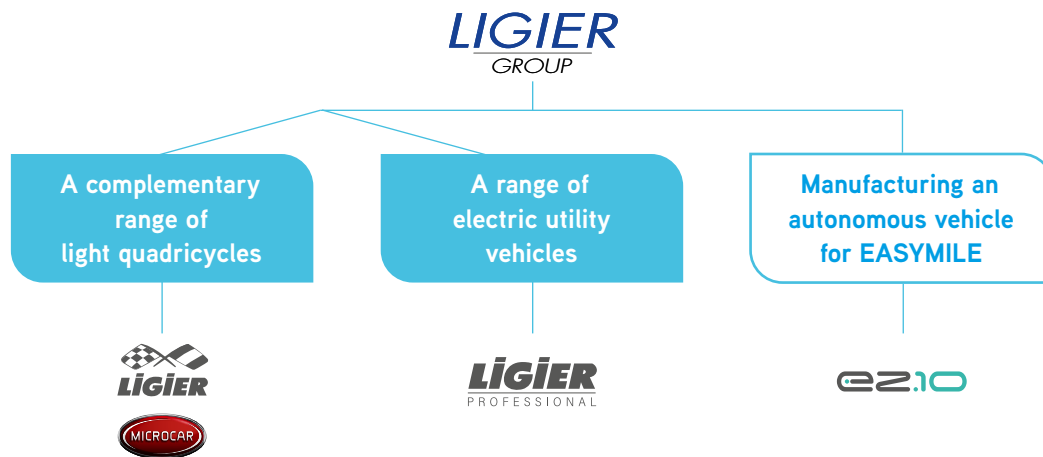 LIGIER
GROUP
A complementary
range of
light quadricycles
A range of
electric utility
vehicles
Manufacturing an
autonomous vehicle
for EASYMILE
LIGIER
MICROCAR
LIGIER
PROFESSIONAL
ez10